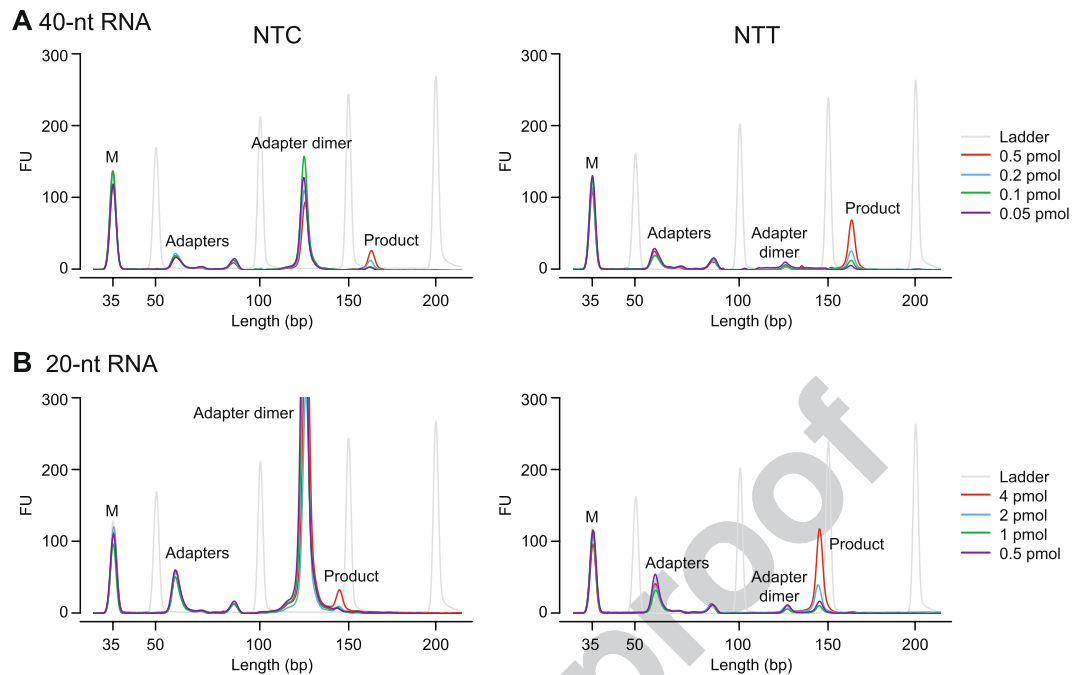 A 40-nt RNA
NTC
NTT
300
200
100
0
FU
M
Adapters
Adapter dimer
Product
35 50 100 150 200
Length (bp)
300
200
100
0
FU
M
Adapters
Adapter
dimer
Product
35 50 100 150 200
Length (bp)
Ladder
0.5 pmol
0.2 pmol
0.1 pmol
0.05 pmol
B 20-nt RNA
300
200
100
0
FU
M
Adapters
Adapter dimer
Product
35 50 100 150 200
Length (bp)
300
200
100
0
FU
M
Adapters
Adapter
dimer
Product
35 50 100 150 200
Length (bp)
Ladder
4 pmol
2 pmol
1 pmol
0.5 pmol
proof